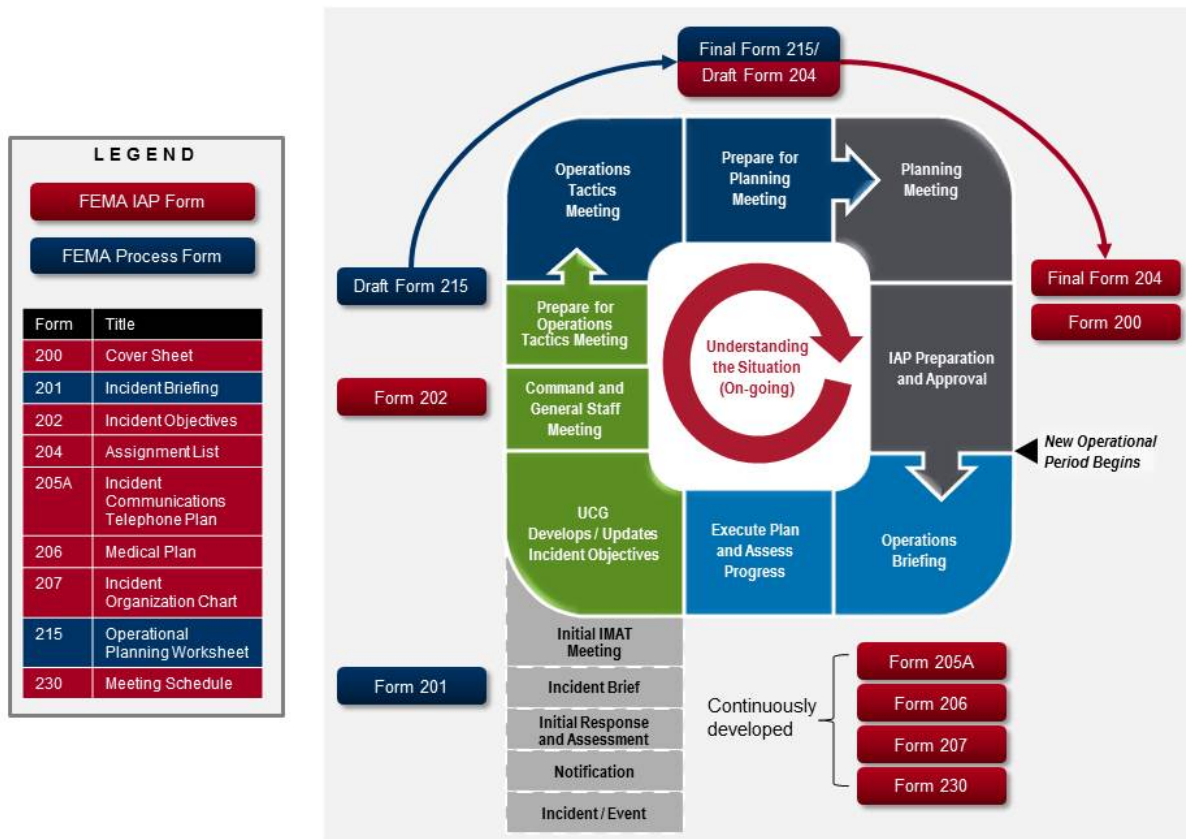 LEGEND
FEMA IAP Form
FEMA Process Form
Form Title
200 Cover Sheet
201 Incident Briefing
202 Incident Objectives
204 Assignment List
205A Incident
Communications
Telephone Plan
206 Medical Plan
207 Incident
Organization Chart
215 Operational
Planning Worksheet
230 Meeting Schedule
Final Form 215/
Draft Form 204
Operations
Tactics
Meeting
Prepare for
Planning
Meeting
Planning
Meeting
Draft Form 215
Final Form 204
Form 200
Prepare for
Operations
Tactics Meeting
Understanding
the Situation
(On-going)
IAP Preparation
and Approval
Form 202
Command and
General Staff
Meeting
New Operational
Period Begins
UCG
Develops / Updates
Incident Objectives
Execute Plan
and Assess
Progress
Operations
Briefing
Initial IMAT
Meeting
Form 201
Incident Brief
Initial Response
and Assessment
Notification
Incident / Event
Continuously
developed
Form 205A
Form 206
Form 207
Form 230